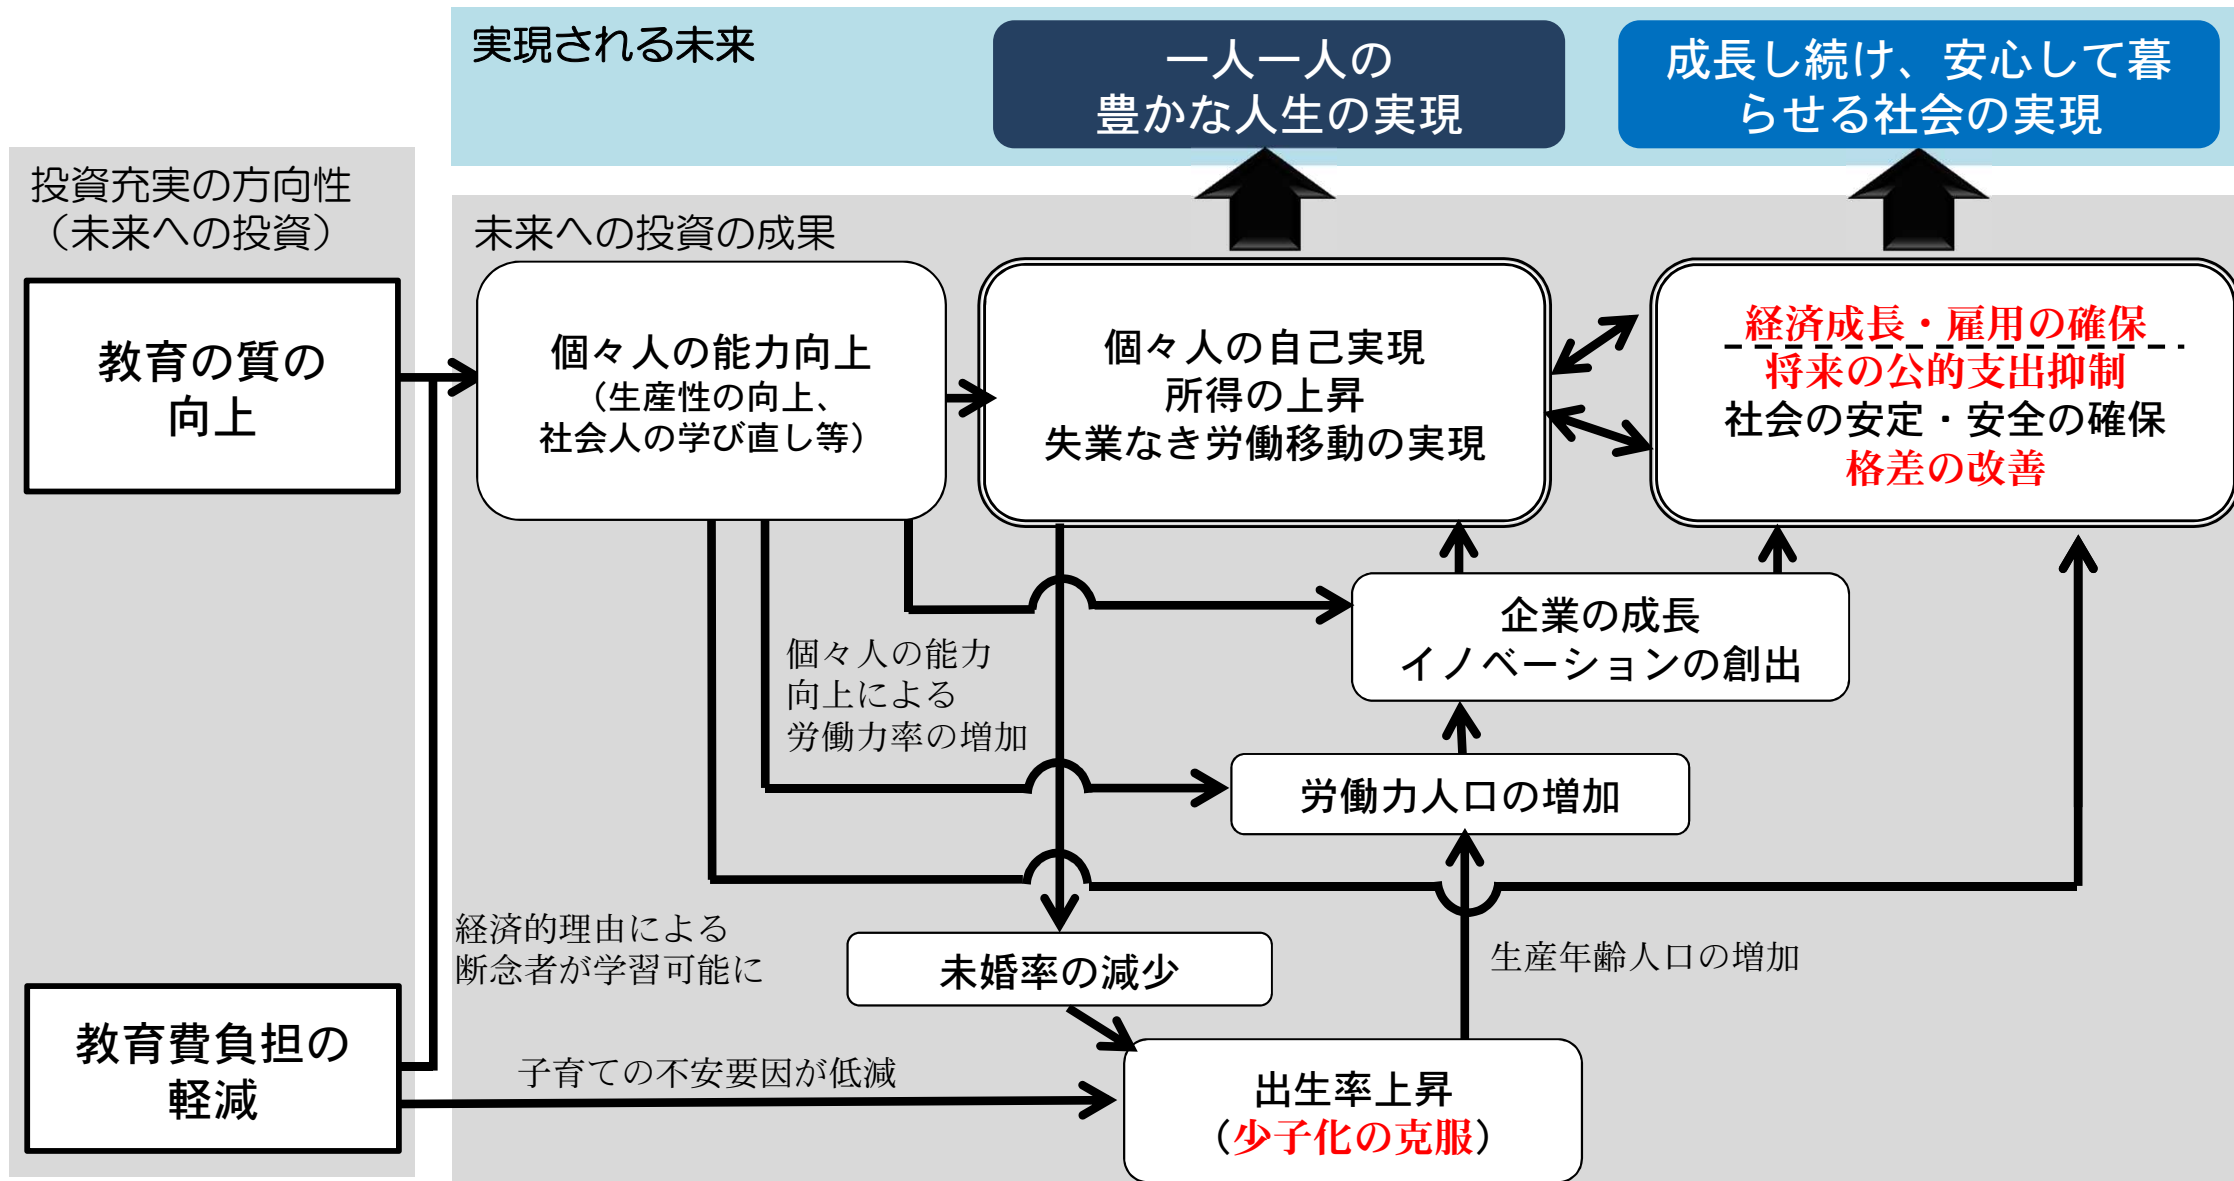 実現される未来
一人一人の
豊かな人生の実現
成長し続け、安心して暮
らせる社会の実現
投資充実の方向性
（未来への投資）
教育の質の
向上
教育費負担の
軽減
未来への投資の成果
個々人の能力向上
（生産性の向上、
社会人の学び直し等）
個々人の自己実現
所得の上昇
失業なき労働移動の実現
経済成長・雇用の確保
将来の公的支出抑制
社会の安定・安全の確保
格差の改善
企業の成長
イノベーションの創出
個々人の能力
向上による
労働力率の増加
労働力人口の増加
経済的理由による
断念者が学習可能に
未婚率の減少
生産年齢人口の増加
子育ての不安要因が低減
出生率上昇
（少子化の克服）